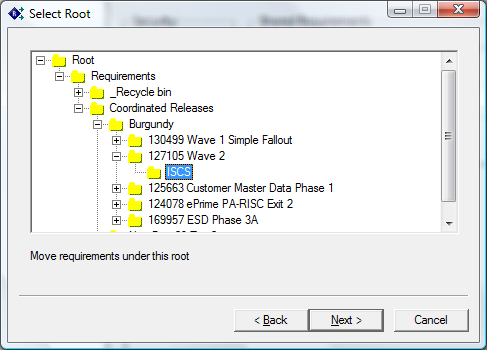 Select Root
Root
Requirements
_Recycle bin
Coordinated Releases
Burgundy
130499 Wave 1 Simple Fallout
127105 Wave 2
ISCS
125663 Customer Master Data Phase 1
124078 ePrime PA-RISC Exit 2
169957 ESD Phase 3A
Move requirements under this root
< Back
Next >
Cancel